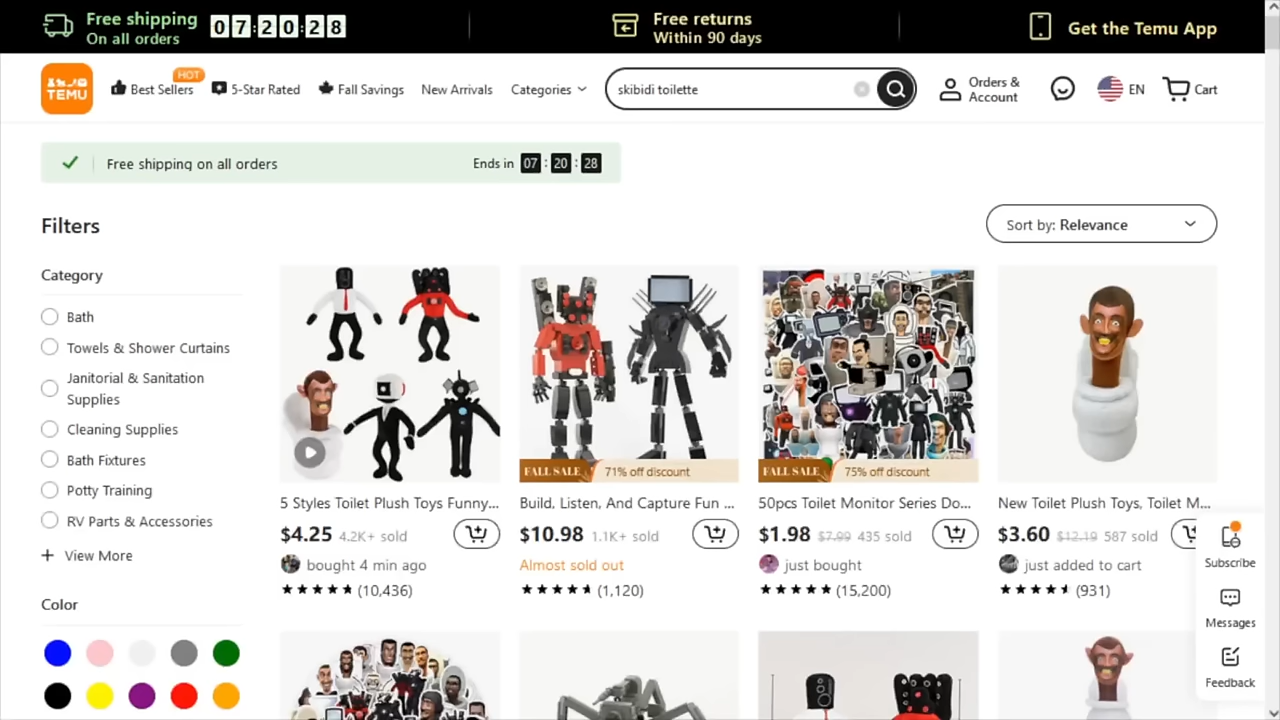 Free shipping
On all orders
07:20:28
Free returns
Within 90 days
Get the Temu App
TEMU
Best Sellers
HOT
5-Star Rated
Fall Savings
New Arrivals
Categories
skibidi toilette
Orders &
Account
EN
Cart
Free shipping on all orders
Ends in 07 : 20 : 28
Filters
Sort by: Relevance
Category
Bath
Towels & Shower Curtains
Janitorial & Sanitation
Supplies
Cleaning Supplies
Bath Fixtures
Potty Training
RV Parts & Accessories
+ View More
Color
5 Styles Toilet Plush Toys Funny...
$4.25 4.2K+ sold
bought 4 min ago
(10,436)
FALL SALE 71% off discount
Build, Listen, And Capture Fun ...
$10.98 1.1K+ sold
Almost sold out
(1,120)
FALL SALE 75% off discount
50pcs Toilet Monitor Series Do...
$1.98 $7.99 435 sold
just bought
(15,200)
New Toilet Plush Toys, Toilet M...
$3.60 $12.19 587 sold
just added to cart
(931)
Subscribe
Messages
Feedback